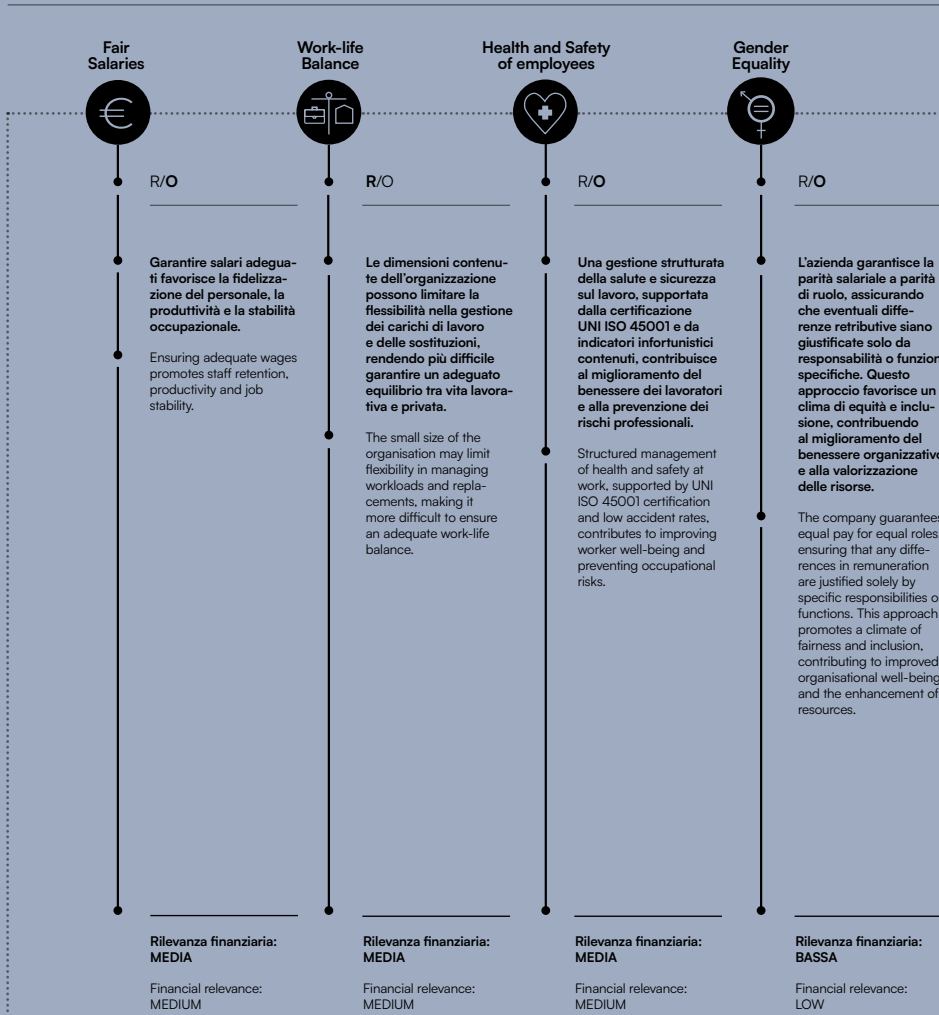 Fair
Salaries
R/O
Garantire salari adegua-
ti favorisce la fidelizza-
zione del personale, la
produttività e la stabilità
occupazionale.
Ensuring adequate wages
promotes staff retention,
productivity and job
stability.
Rilevanza finanziaria:
MEDIA
Financial relevance:
MEDIUM
Work-life
Balance
R/O
Le dimensioni contenu-
te dell'organizzazione
possono limitare la
flessibilità nella gestione
dei carichi di lavoro
e delle sostituzioni,
rendendo più difficile
garantire un adeguato
equilibrio tra vita lavora-
tiva e privata.
The small size of the
organisation may limit
flexibility in managing
workloads and repla-
cements, making it
more difficult to ensure
an adequate work-life
balance.
Rilevanza finanziaria:
MEDIA
Financial relevance:
MEDIUM
Health and Safety
of employees
R/O
Una gestione strutturata
della salute e sicurezza
sul lavoro, supportata
dalla certificazione
UNI ISO 45001 e da
indicatori infortunistici
contenuti, contribuisce
al miglioramento del
benessere dei lavoratori
e alla prevenzione dei
rischi professionali.
Structured management
of health and safety at
work, supported by UNI
ISO 45001 certification
and low accident rates,
contributes to improving
worker well-being and
preventing occupational
risks.
Rilevanza finanziaria:
MEDIA
Financial relevance:
MEDIUM
Gender
Equality
R/O
L'azienda garantisce la
parità salariale a parità
di ruolo, assicurando
che eventuali diffe-
renze retributive siano
giustificate solo da
responsabilità o funzion
specifiche. Questo
approccio favorisce un
clima di equità e inclu-
sione, contribuendo
al miglioramento del
benessere organizzativo
e alla valorizzazione
delle risorse.
The company guarantees
equal pay for equal roles
ensuring that any diffe-
rences in remuneration
are justified solely by
specific responsibilities o
functions. This approach
promotes a climate of
fairness and inclusion,
contributing to improved
organisational well-being
and the enhancement of
resources.
Rilevanza finanziaria:
BASSA
Financial relevance:
LOW